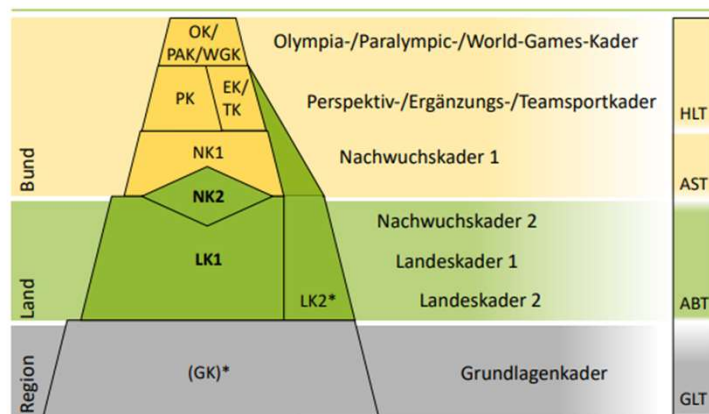 OK/
PAK/WGK
Olympia-/Paralympic-/World-Games-Kader
PK
EK/
TK
Perspektiv-/Ergänzungs-/Teamsportkader
HLT
NK1
Nachwuchskader 1
Bund
AST
NK2
Nachwuchskader 2
LK1
Landeskader 1
LK2*
Landeskader 2
Land
ABT
(GK)*
Grundlagenkader
Region
GLT